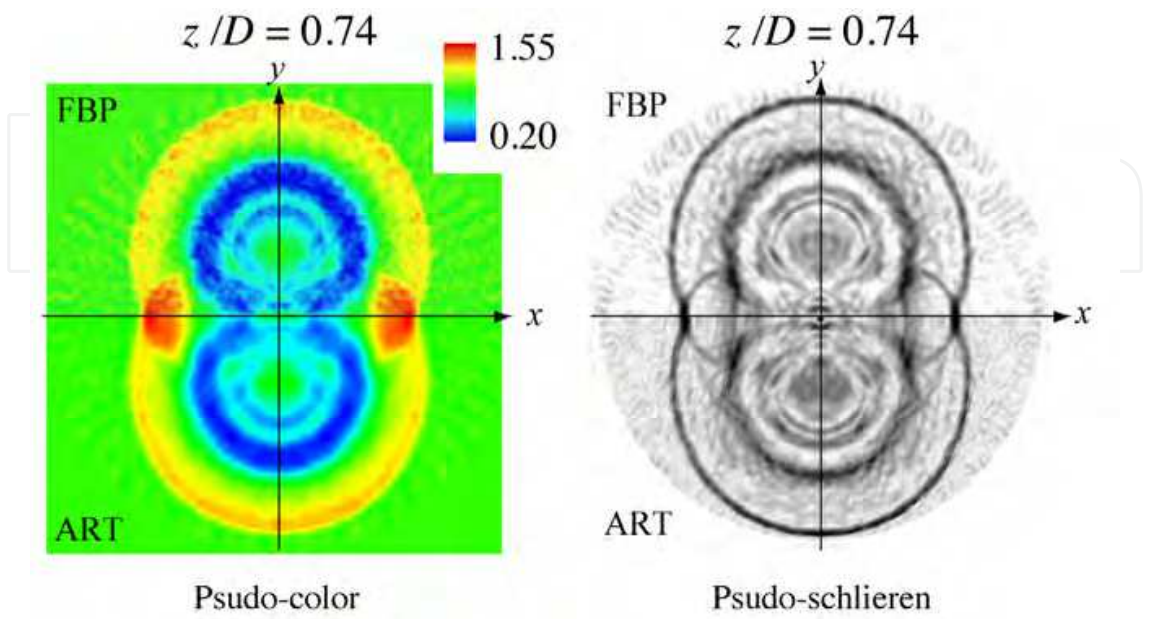 z /D = 0.74
1.55
0.20
y
FBP
x
ART
Psudo-color
z /D = 0.74
y
FBP
x
ART
Psudo-schlieren